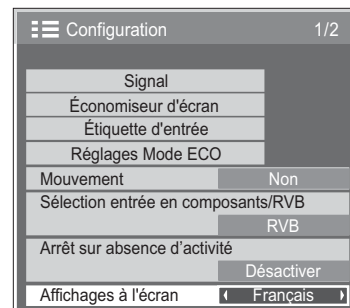 Configuration 1/2
Signal
Économiseur d'écran
Étiquette d'entrée
Réglages Mode ECO
Mouvement Non
Sélection entrée en composants/RVB
RVB
Arrêt sur absence d'activité
Désactiver
Affichages à l'écran Français